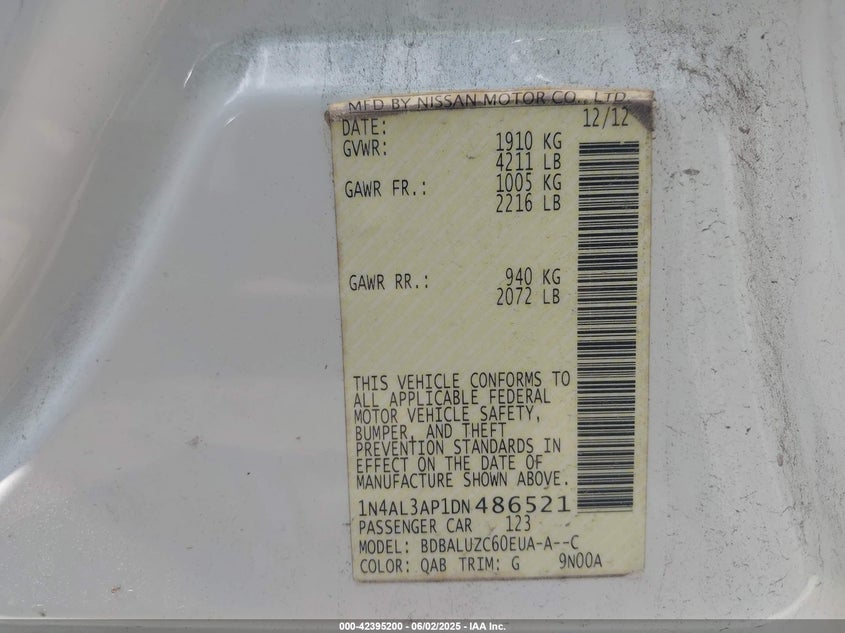 MFD BY NISSAN MOTOR CO., LTD.
DATE: 12/12
GVWR: 1910 KG
4211 LB
GAWR FR.: 1005 KG
2216 LB
GAWR RR.: 940 KG
2072 LB
THIS VEHICLE CONFORMS TO
ALL APPLICABLE FEDERAL
MOTOR VEHICLE SAFETY,
BUMPER, AND THEFT
PREVENTION STANDARDS IN
EFFECT ON THE DATE OF
MANUFACTURE SHOWN ABOVE.
1N4AL3AP1DN486521
PASSENGER CAR 123
MODEL: BDBALUZC60EUA-A--C
COLOR: QAB TRIM: G 9N00A
000-42395200 - 06/02/2025 - IAA Inc.